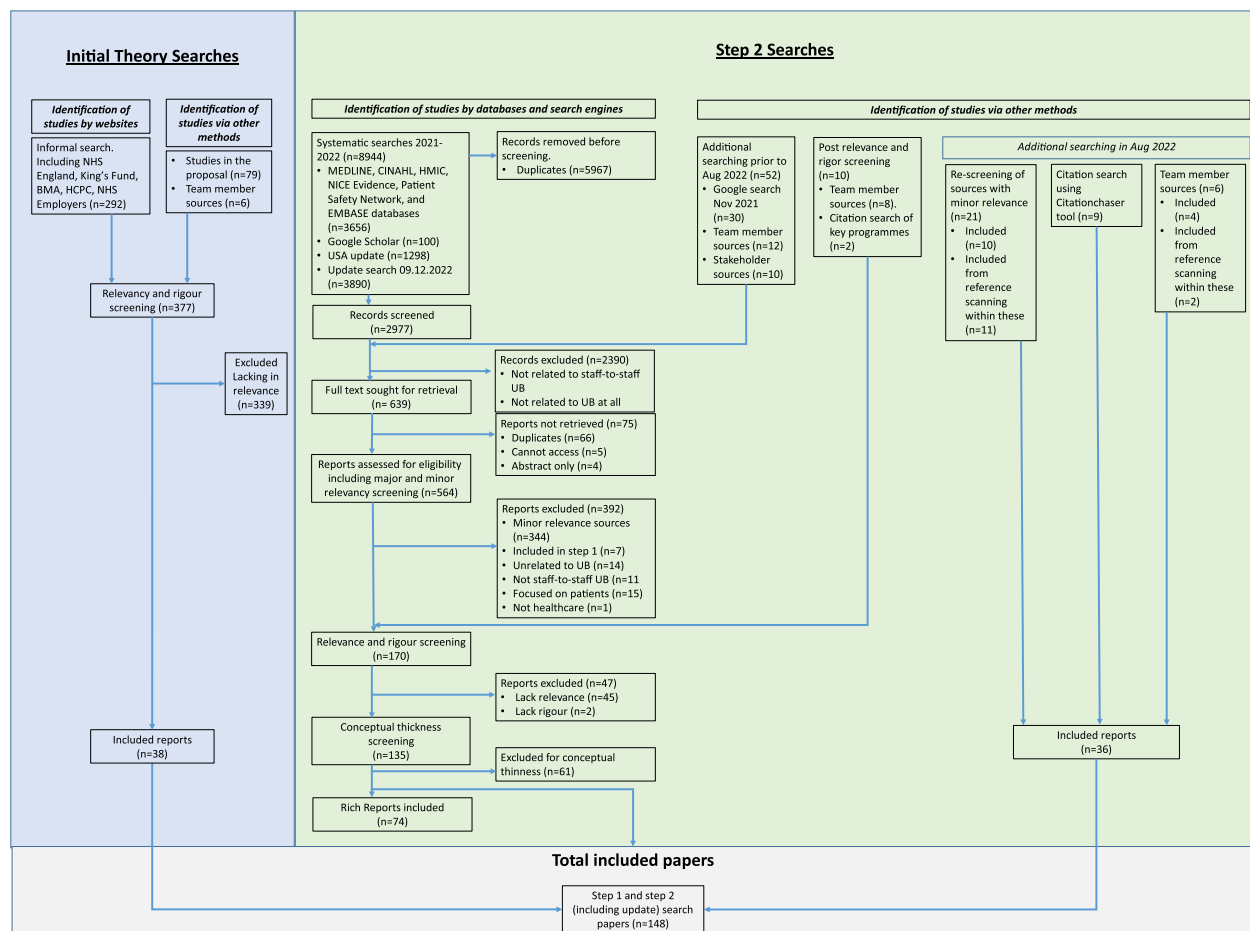 Initial Theory Searches
Identification of
studies by websites
Identification of
studies via other
methods
Informal search.
Including NHS
England, King's Fund,
BMA, HCPC, NHS
Employers (n=292)
• Studies in the
proposal (n=79)
• Team member
sources (n=6)
Relevancy and rigour
screening (n=377)
Excluded
Lacking in
relevance
(n=339)
Included reports
(n=38)
Step 2 Searches
Identification of studies by databases and search engines
Systematic searches 2021-
2022 (n=8944)
• MEDLINE, CINAHL, HMIC,
NICE Evidence, Patient
Safety Network, and
EMBASE databases
(n=3656)
• Google Scholar (n=100)
• USA update (n=1298)
• Update search 09.12.2022
(n=3890)
Records removed before
screening.
• Duplicates (n=5967)
Records screened
(n=2977)
Records excluded (n=2390)
• Not related to staff-to-staff
UB
• Not related to UB at all
Full text sought for retrieval
(n= 639)
Reports not retrieved (n=75)
• Duplicates (n=66)
• Cannot access (n=5)
• Abstract only (n=4)
Reports assessed for eligibility
including major and minor
relevancy screening (n=564)
Reports excluded (n=392)
• Minor relevance sources
(n=344)
• Included in step 1 (n=7)
• Unrelated to UB (n=14)
• Not staff-to-staff UB (n=11
• Focused on patients (n=15)
• Not healthcare (n=1)
Relevance and rigour screening
(n=170)
Reports excluded (n=47)
• Lack relevance (n=45)
• Lack rigour (n=2)
Conceptual thickness
screening
(n=135)
Excluded for conceptual
thinness (n=61)
Rich Reports included
(n=74)
Identification of studies via other methods
Additional
searching prior to
Aug 2022 (n=52)
• Google search
Nov 2021
(n=30)
• Team member
sources (n=12)
• Stakeholder
sources (n=10)
Post relevance and
rigor screening
(n=10)
• Team member
sources (n=8).
• Citation search of
key programmes
(n=2)
Additional searching in Aug 2022
Re-screening of
sources with
minor relevance
(n=21)
• Included
(n=10)
• Included
from
reference
scanning
within these
(n=11)
Citation search
using
Citationchaser
tool (n=9)
Team member
sources (n=6)
• Included
(n=4)
• Included
from
reference
scanning
within these
(n=2)
Included reports
(n=36)
Total included papers
Step 1 and step 2
(including update) search
papers (n=148)